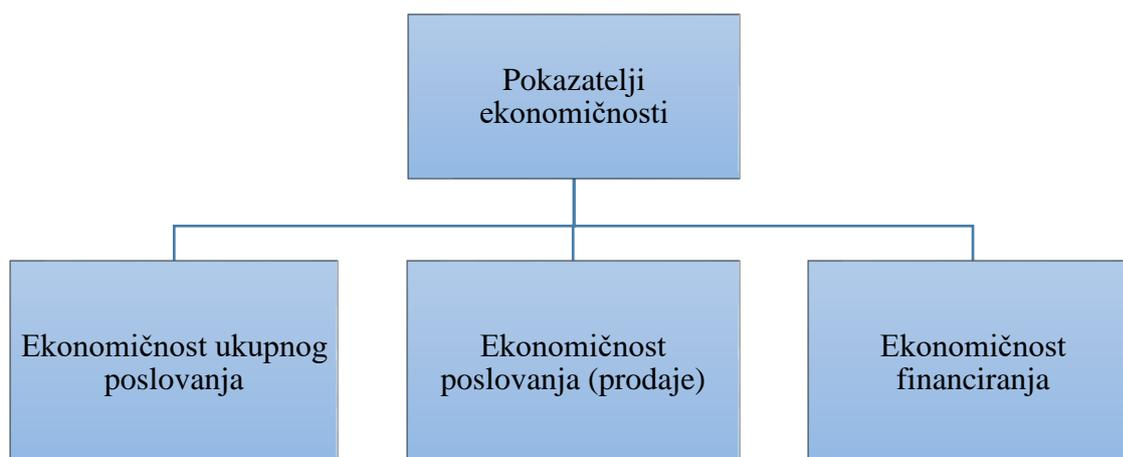 Pokazatelji
ekonomičnosti
Ekonomičnost ukupnog
poslovanja
Ekonomičnost
poslovanja (prodaje)
Ekonomičnost
financiranja